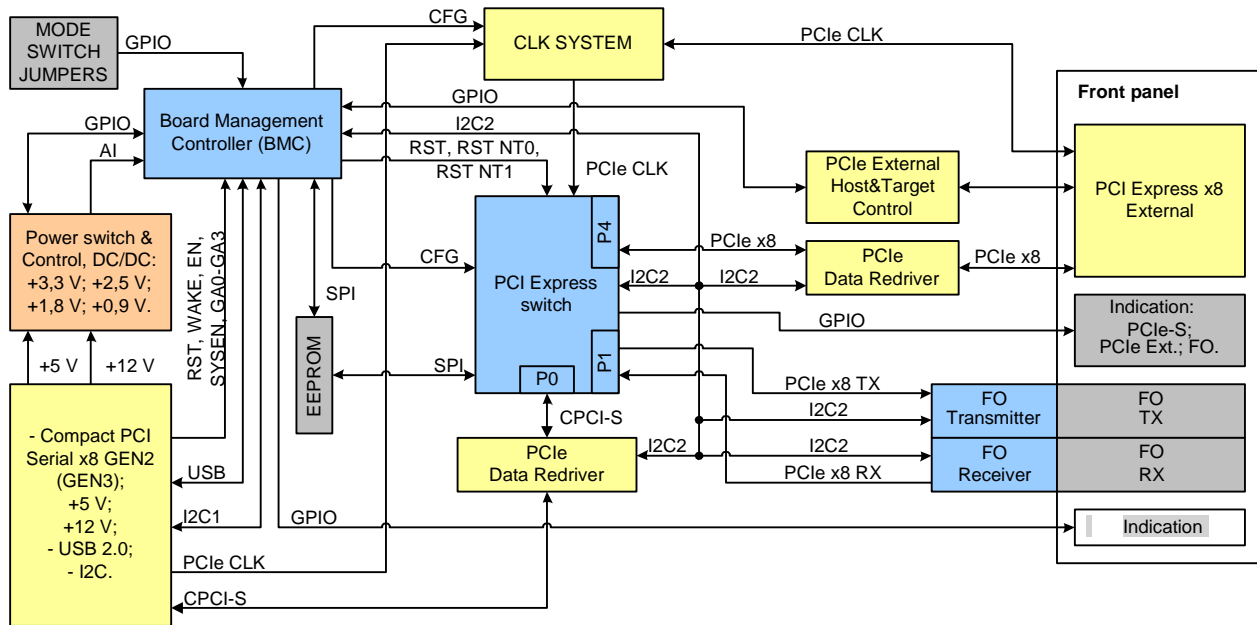 MODE
SWITCH
JUMPERS
GPIO
CFG
CLK SYSTEM
PCIe CLK
Front panel
Board Management
Controller (BMC)
GPIO
AI
GPIO
I2C2
RST, RST NT0,
RST NT1
PCIe CLK
PCIe External
Host&Target
Control
PCI Express x8
External
Power switch &
Control, DC/DC:
+3,3 V; +2,5 V;
+1,8 V; +0,9 V.
+5 V
+12 V
RST, WAKE, EN,
SYSEN, GA0-GA3
SPI
EEPROM
CFG
SPI
PCI Express
switch
P4
P1
P0
PCIe x8
I2C2
I2C2
PCIe
Data Redriver
PCIe x8
GPIO
Indication:
PCIe-S;
PCIe Ext.; FO.
PCIe x8 TX
I2C2
FO
Transmitter
FO
TX
I2C2
PCIe x8 RX
FO
Receiver
FO
RX
CPCI-S
PCIe
Data Redriver
I2C2
- Compact PCI
Serial x8 GEN2
(GEN3);
+5 V;
+12 V;
- USB 2.0;
- I2C.
USB
I2C1
GPIO
Indication
PCIe CLK
CPCI-S